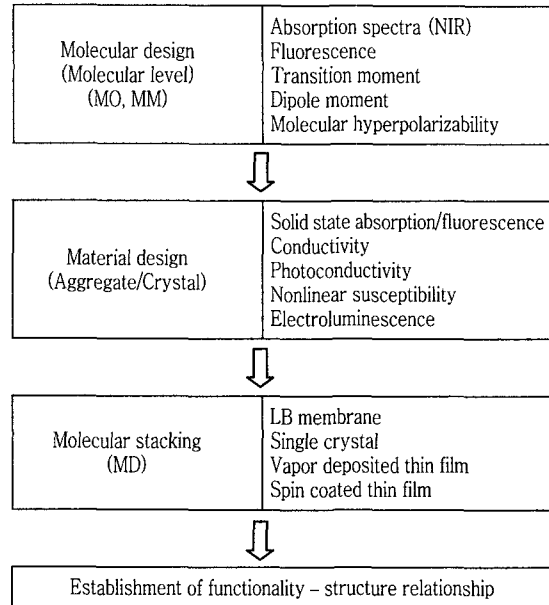 Molecular design
(Molecular level)
(MO, MM)
Absorption spectra (NIR)
Fluorescence
Transition moment
Dipole moment
Molecular hyperpolarizability
Material design
(Aggregate/Crystal)
Solid state absorption/fluorescence
Conductivity
Photoconductivity
Nonlinear susceptibility
Electroluminescence
Molecular stacking
(MD)
LB membrane
Single crystal
Vapor deposited thin film
Spin coated thin film
Establishment of functionality – structure relationship